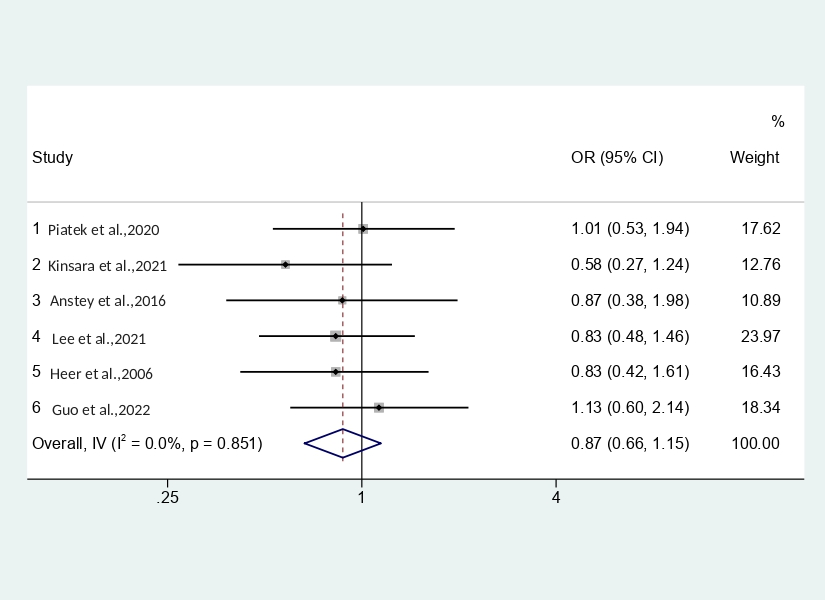 %
Study OR (95% CI) Weight
1 Piatek et al.,2020 1.01 (0.53, 1.94) 17.62
2 Kinsara et al.,2021 0.58 (0.27, 1.24) 12.76
3 Anstey et al.,2016 0.87 (0.38, 1.98) 10.89
4 Lee et al.,2021 0.83 (0.48, 1.46) 23.97
5 Heer et al.,2006 0.83 (0.42, 1.61) 16.43
6 Guo et al.,2022 1.13 (0.60, 2.14) 18.34
Overall, IV (I² = 0.0%, p = 0.851) 0.87 (0.66, 1.15) 100.00
.25 1 4